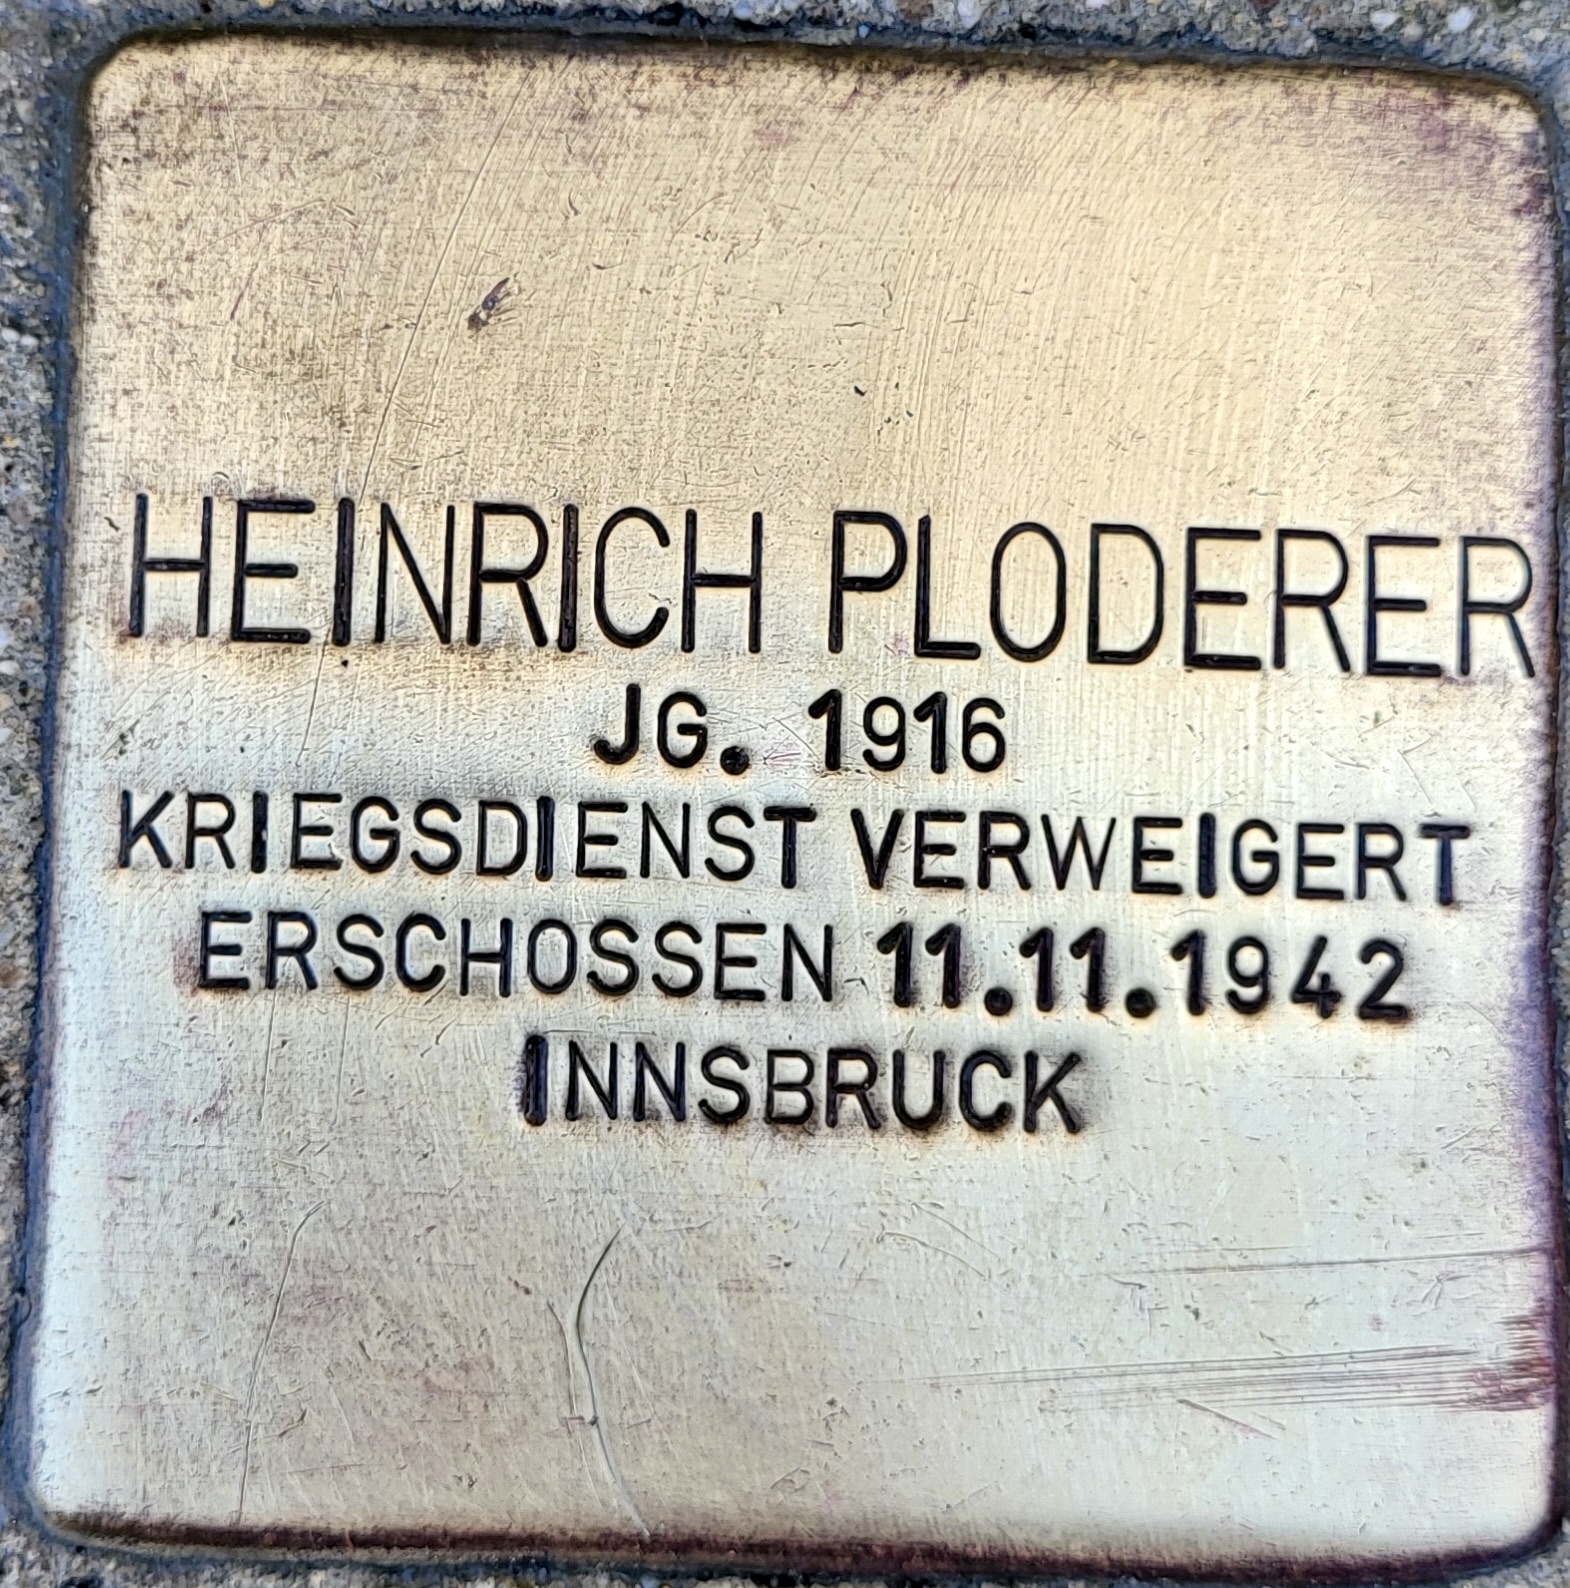 HEINRICH PLODERER
JG. 1916
KRIEGSDIENST VERWEIGERT
ERSCHOSSEN 11.11.1942
INNSBRUCK